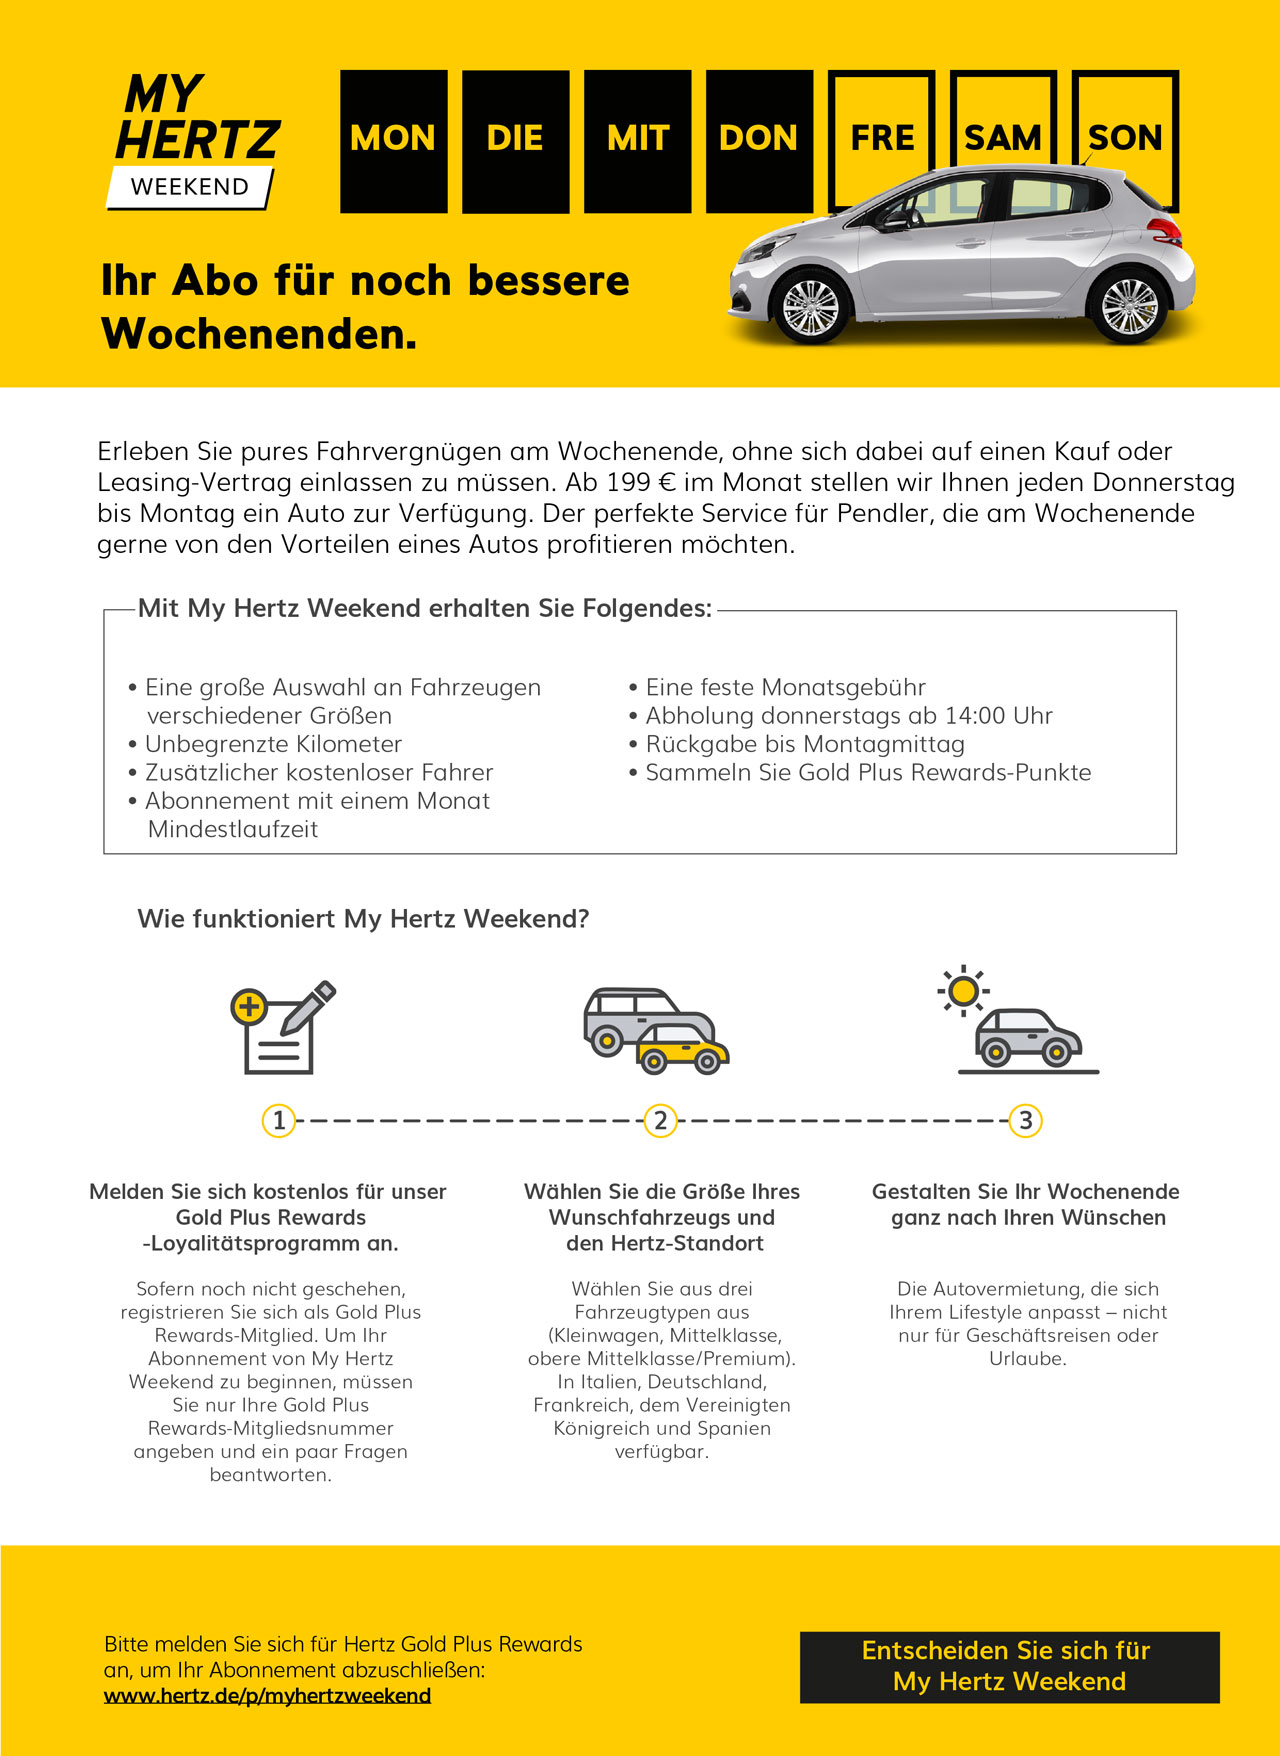 MY
HERTZ
WEEKEND
MON DIE MIT DON FRE SAM SON
Ihr Abo für noch bessere
Wochenenden.
Erleben Sie pures Fahrvergnügen am Wochenende, ohne sich dabei auf einen Kauf oder
Leasing-Vertrag einlassen zu müssen. Ab 199 € im Monat stellen wir Ihnen jeden Donnerstag
bis Montag ein Auto zur Verfügung. Der perfekte Service für Pendler, die am Wochenende
gerne von den Vorteilen eines Autos profitieren möchten.
Mit My Hertz Weekend erhalten Sie Folgendes:
• Eine große Auswahl an Fahrzeugen
verschiedener Größen
• Unbegrenzte Kilometer
• Zusätzlicher kostenloser Fahrer
• Abonnement mit einem Monat
Mindestlaufzeit
• Eine feste Monatsgebühr
• Abholung donnerstags ab 14:00 Uhr
• Rückgabe bis Montagmittag
• Sammeln Sie Gold Plus Rewards-Punkte
Wie funktioniert My Hertz Weekend?
1
2
3
Melden Sie sich kostenlos für unser
Gold Plus Rewards
-Loyalitätsprogramm an.
Sofern noch nicht geschehen,
registrieren Sie sich als Gold Plus
Rewards-Mitglied. Um Ihr
Abonnement von My Hertz
Weekend zu beginnen, müssen
Sie nur Ihre Gold Plus
Rewards-Mitgliedsnummer
angeben und ein paar Fragen
beantworten.
Wählen Sie die Größe Ihres
Wunschfahrzeugs und
den Hertz-Standort
Wählen Sie aus drei
Fahrzeugtypen aus
(Kleinwagen, Mittelklasse,
obere Mittelklasse/Premium).
In Italien, Deutschland,
Frankreich, dem Vereinigten
Königreich und Spanien
verfügbar.
Gestalten Sie Ihr Wochenende
ganz nach Ihren Wünschen
Die Autovermietung, die sich
Ihrem Lifestyle anpasst – nicht
nur für Geschäftsreisen oder
Urlaube.
Bitte melden Sie sich für Hertz Gold Plus Rewards
an, um Ihr Abonnement abzuschließen:
www.hertz.de/p/myhertzweekend
Entscheiden Sie sich für
My Hertz Weekend